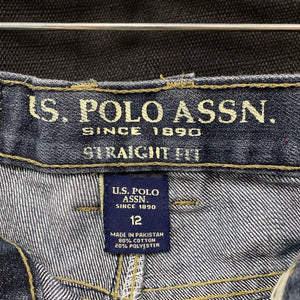 U.S. POLO ASSN.
SINCE 1890
STRAIGHT FIT
U.S. POLO
ASSN.
SINCE 1890
12
MADE IN PAKISTAN
80% COTTON
20% POLYESTER